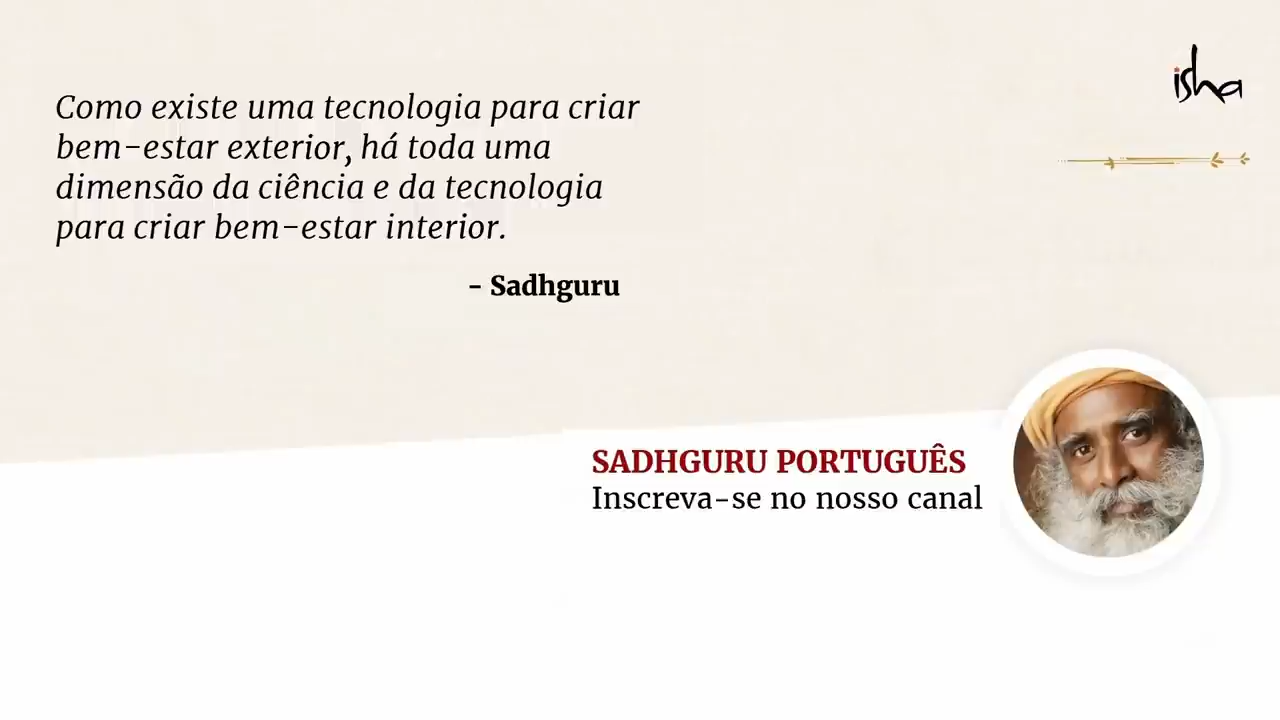 isha
Como existe uma tecnologia para criar
bem-estar exterior, há toda uma
dimensão da ciência e da tecnologia
para criar bem-estar interior.
- Sadhguru
SADHGURU PORTUGUÊS
Inscreva-se no nosso canal